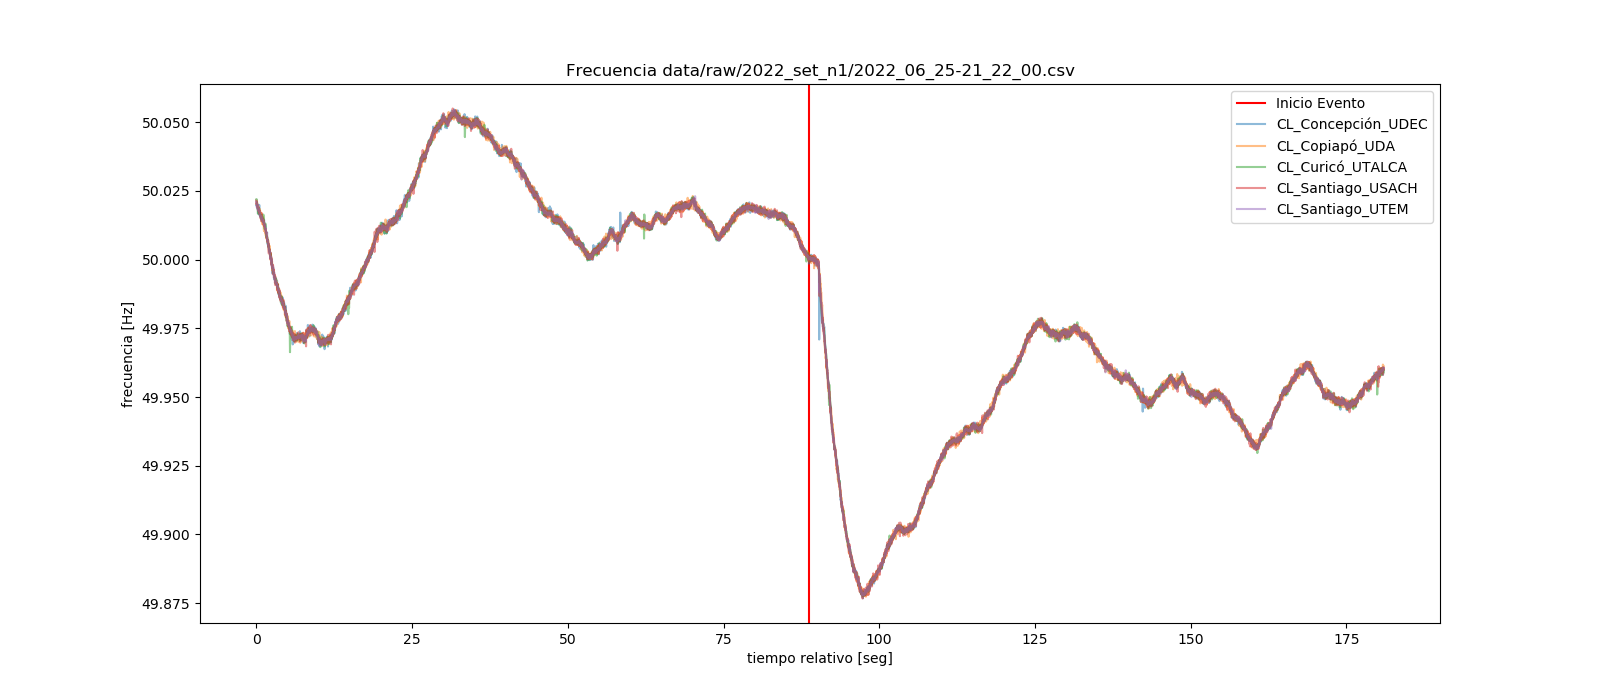 Frecuencia data/raw/2022_set_n1/2022_06_25-21_22_00.csv
Inicio Evento
CL_Concepción_UDEC
CL_Copiapó_UDA
CL_Curicó_UTALCA
CL_Santiago_USACH
CL_Santiago_UTEM
frecuencia [Hz]
50.050
50.025
50.000
49.975
49.950
49.925
49.900
49.875
0 25 50 75 100 125 150 175
tiempo relativo [seg]